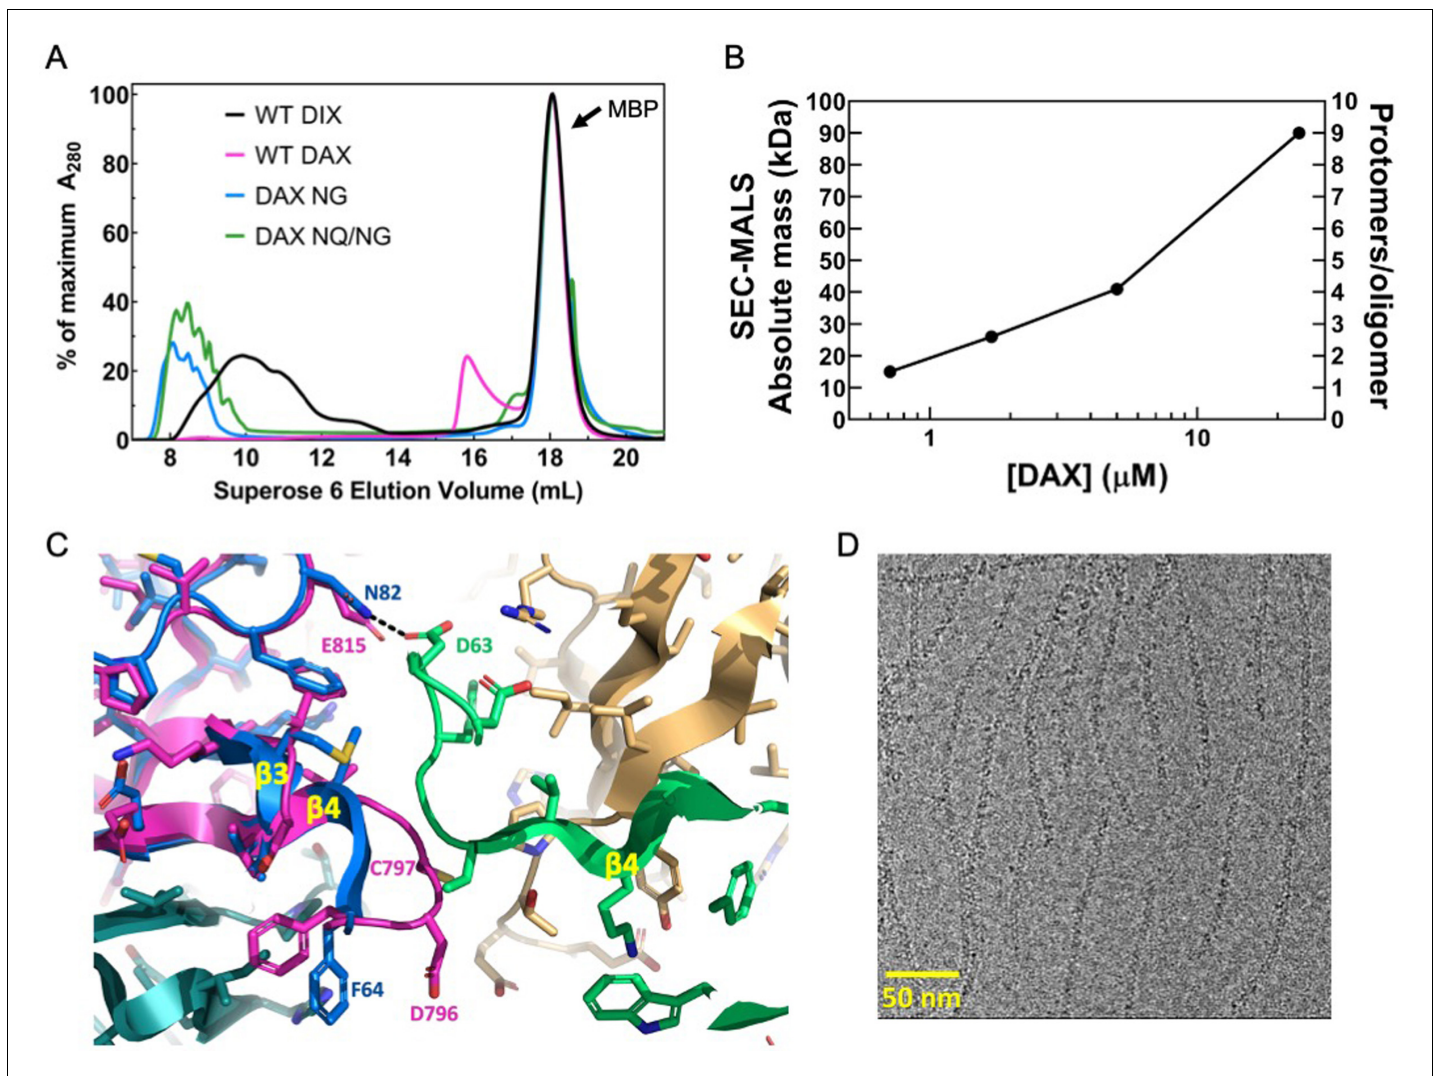 A
% of maximum A280
100
80
60
40
20
0
WT DIX
WT DAX
DAX NG
DAX NQ/NG
MBP
8 10 12 14 16 18 20
Superose 6 Elution Volume (mL)
B
SEC-MALS
Absolute mass (kDa)
100
90
80
70
60
50
40
30
20
10
0
10
9
8
7
6
5
4
3
2
1
0
Protomers/oligomer
1 10
[DAX] (μM)
C
N82
E815
D63
β3
β4
C797
β4
F64
D796
D
50 nm